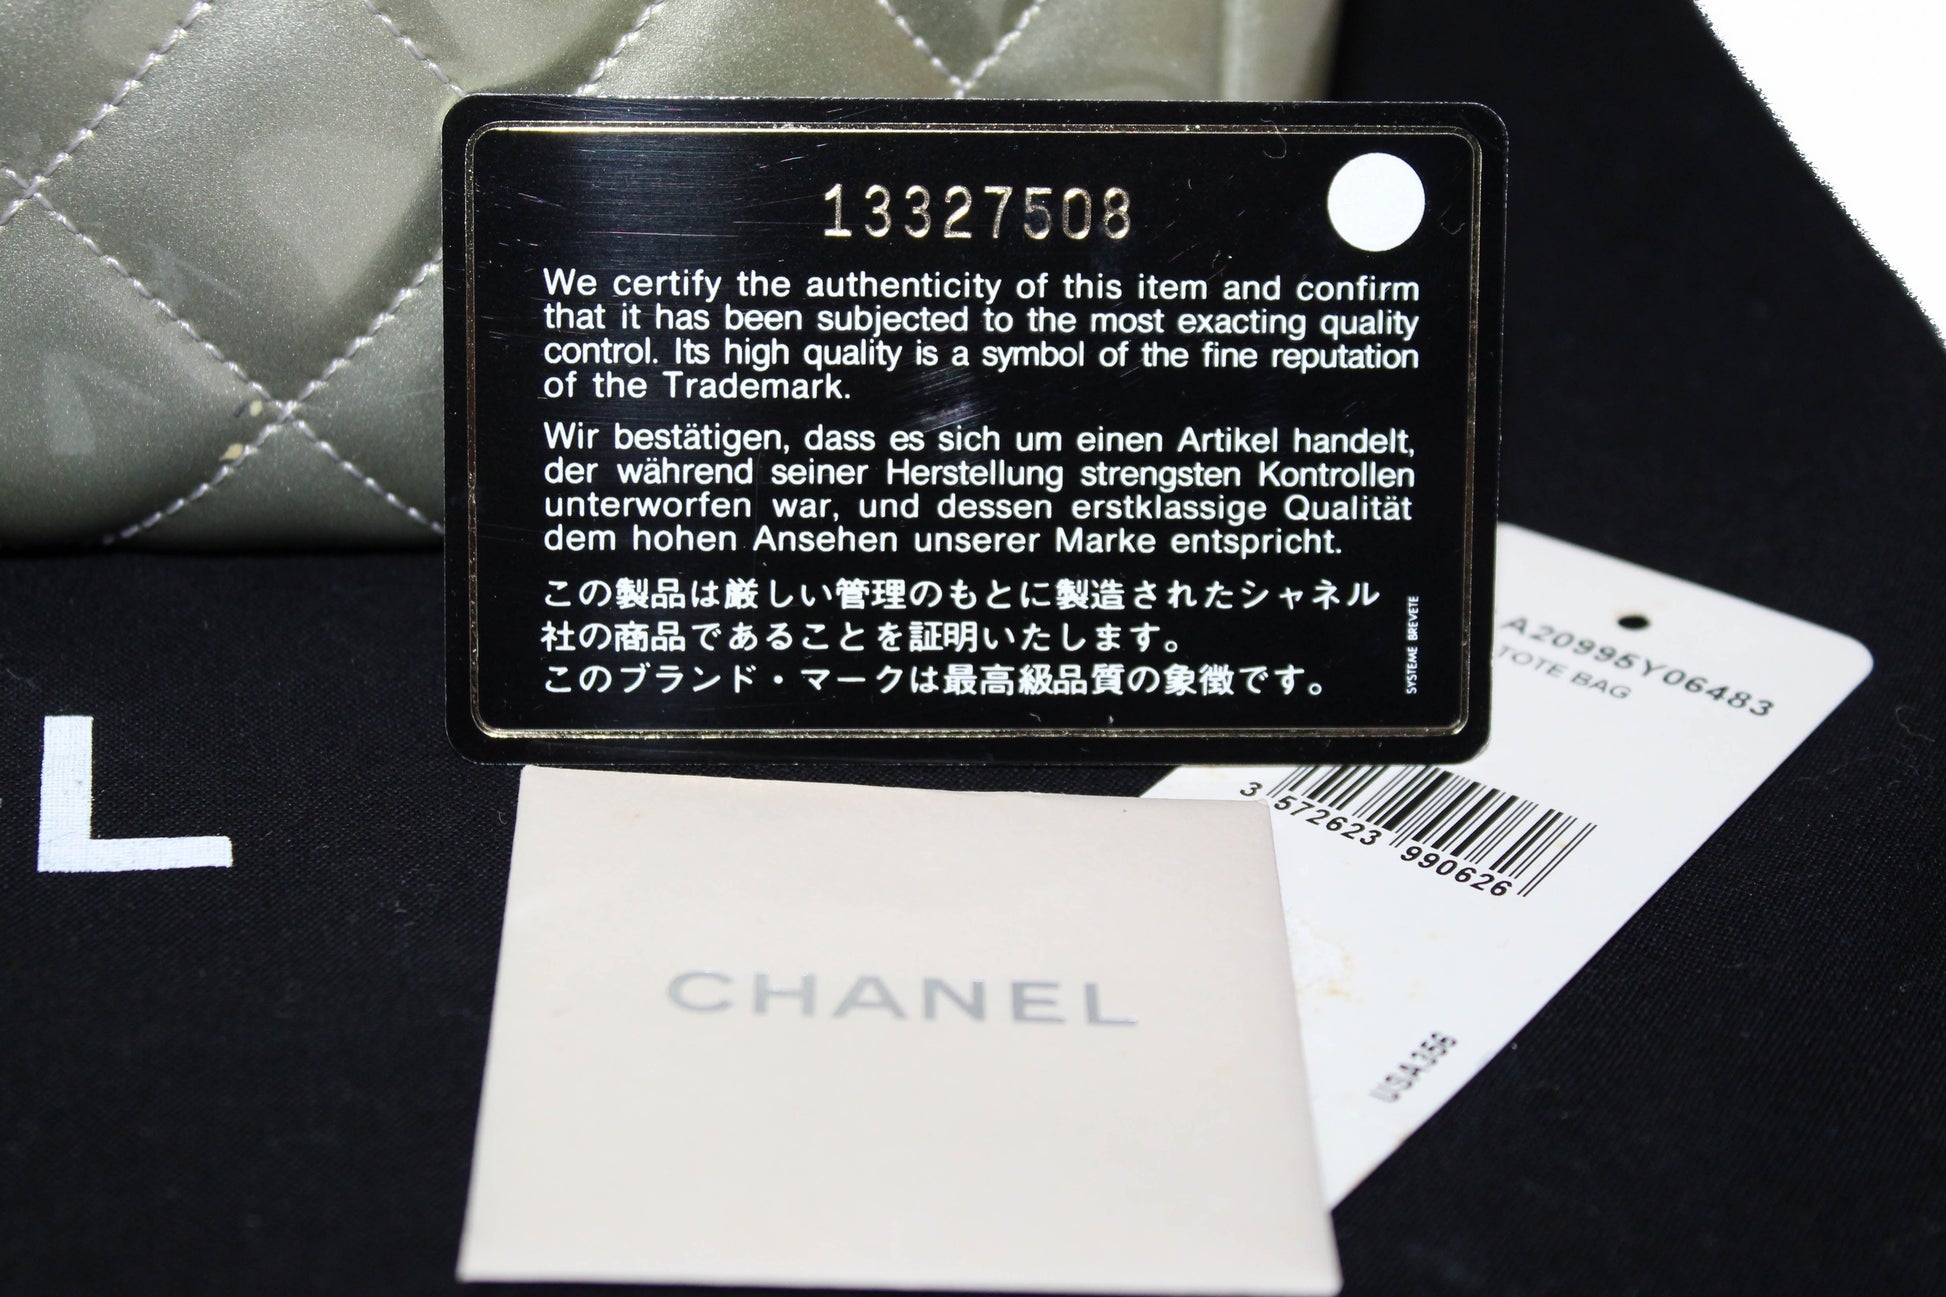 13327508
We certify the authenticity of this item and confirm
that it has been subjected to the most exacting quality
control. Its high quality is a symbol of the fine reputation
of the Trademark.
Wir bestätigen, dass es sich um einen Artikel handelt,
der während seiner Herstellung strengsten Kontrollen
unterworfen war, und dessen erstklassige Qualität
dem hohen Ansehen unserer Marke entspricht.
この製品は厳しい管理のもとに製造されたシャネル
社の商品であることを証明いたします。
このブランド・マークは最高級品質の象徴です。
SYSTEME BREVETE
A20995Y06483
TOTE BAG
3 572623 990626
USA356
CHANEL
L